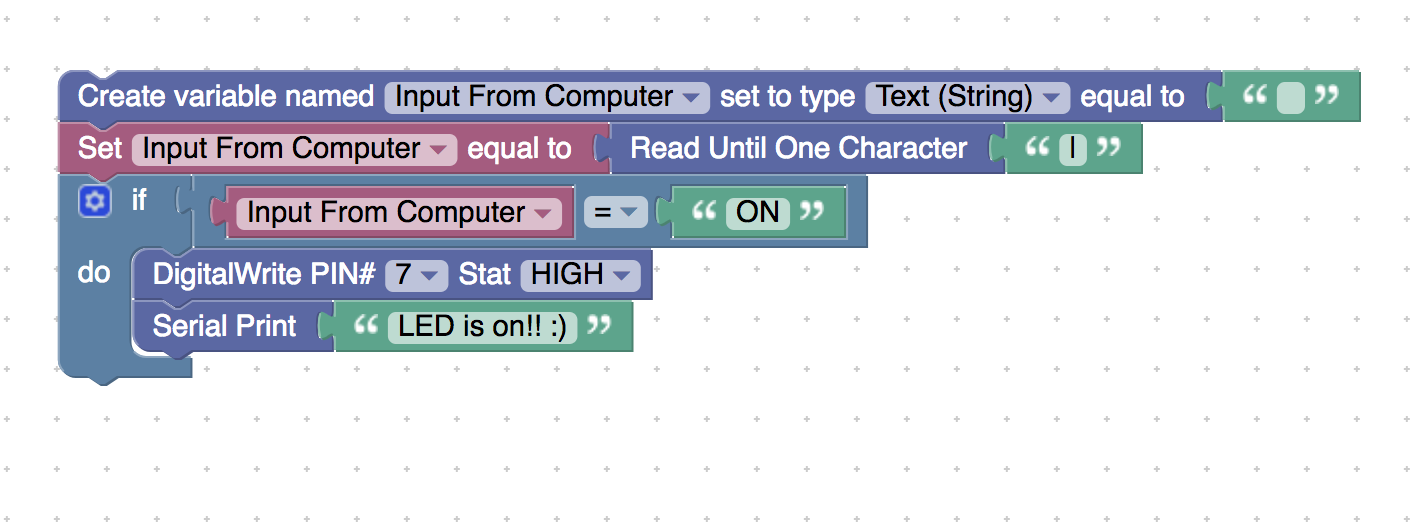 Create variable named Input From Computer set to type Text (String) equal to “ ”
Set Input From Computer equal to Read Until One Character “ | ”
if Input From Computer = “ ON ”
do DigitalWrite PIN# 7 Stat HIGH
Serial Print “ LED is on!! :) ”